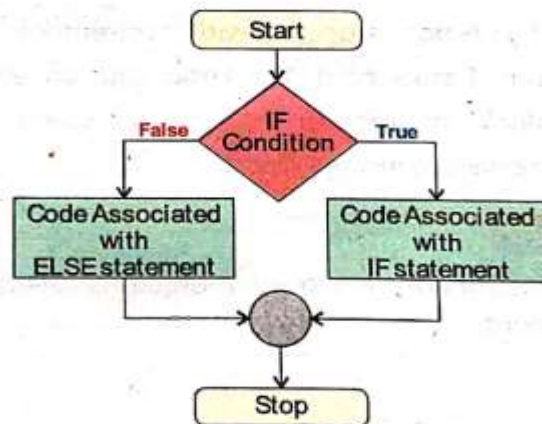 Start
IF
Condition
False
True
Code Associated
with
ELSE statement
Code Associated
with
IF statement
Stop